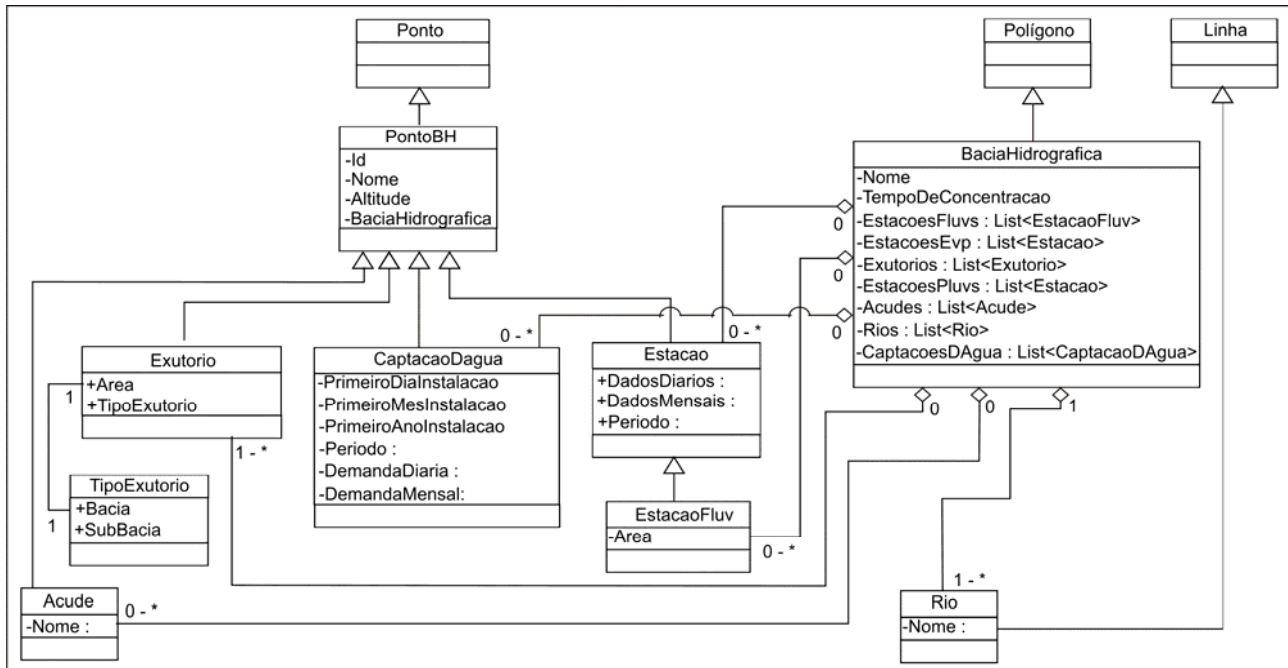 Ponto
Polígono
Linha
PontoBH
-Id
-Nome
-Altitude
-BaciaHidrografica
BaciaHidrografica
-Nome
-TempoDeConcentracao
-EstacoesFluvs : List<EstacaoFluv>
-EstacoesEvp : List<Estacao>
-Exutorios : List<Exutorio>
-EstacoesPluvs : List<Estacao>
-Acudes : List<Acude>
-Rios : List<Rio>
-CaptacoesDAgua : List<CaptacaoDAgua>
0
0
0
0
0
1
Exutorio
+Area
+TipoExutorio
1
1 - *
TipoExutorio
+Bacia
+SubBacia
1
0 - *
CaptacaoDagua
-PrimeiroDiaInstalacao
-PrimeiroMesInstalacao
-PrimeiroAnoInstalacao
-Periodo :
-DemandaDiaria :
-DemandaMensal:
0 - *
Estacao
+DadosDiarios :
+DadosMensais :
+Periodo :
EstacaoFluv
-Area
0 - *
Acude
-Nome :
0 - *
1 - *
Rio
-Nome :